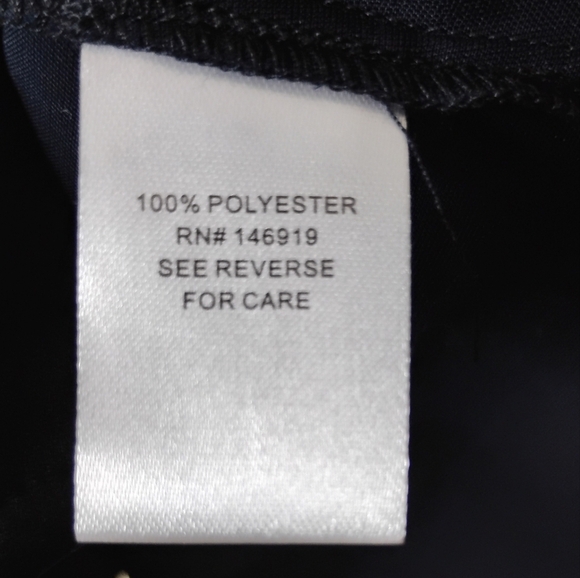 100% POLYESTER
RN# 146919
SEE REVERSE
FOR CARE